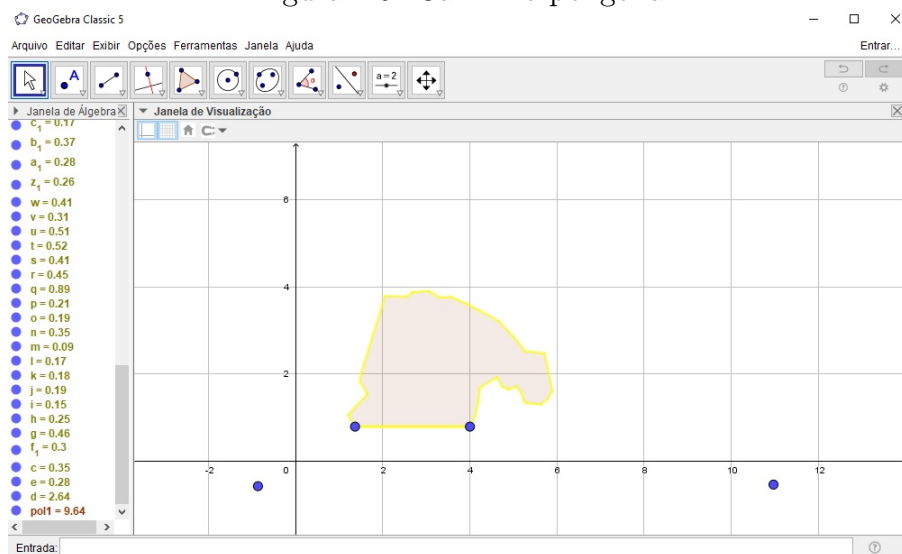 GeoGebra Classic 5
Arquivo Editar Exibir Opções Ferramentas Janela Ajuda
Entrar...
A
α
a=2
Janela de Álgebra
Janela de Visualização
c₁ = 0.17
b₁ = 0.37
a₁ = 0.28
z₁ = 0.26
w = 0.41
v = 0.31
u = 0.51
t = 0.52
s = 0.41
r = 0.45
q = 0.89
p = 0.21
o = 0.19
n = 0.35
m = 0.09
l = 0.17
k = 0.18
j = 0.19
i = 0.15
h = 0.25
g = 0.46
f₁ = 0.3
c = 0.35
e = 0.28
d = 2.64
pol1 = 9.64
6
4
2
-2 0 2 4 6 8 10 12
Entrada: